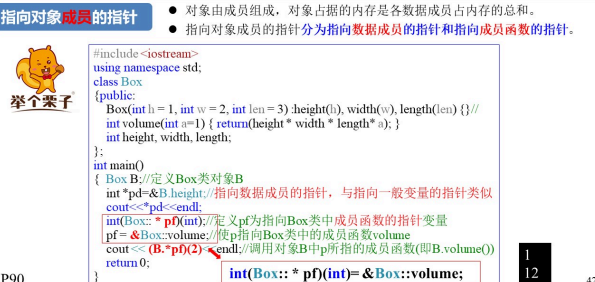 指向对象成员的指针
● 对象由成员组成，对象占据的内存是各数据成员占内存的总和。
● 指向对象成员的指针分为指向数据成员的指针和指向成员函数的指针。
举个栗子
#include <iostream>
using namespace std;
class Box
{public:
Box(int h = 1, int w = 2, int len = 3) :height(h), width(w), length(len) {}//
int volume(int a=1) { return(height * width * length* a); }
int height, width, length;
};
int main()
{ Box B;//定义Box类对象B
int *pd=&B.height;//指向数据成员的指针，与指向一般变量的指针类似
cout<<*pd<<endl;
int(Box:: * pf)(int);//定义pf为指向Box类中成员函数的指针变量
pf = &Box::volume;//使p指向Box类中的成员函数volume
cout << (B.*pf)(2)<<endl;//调用对象B中p所指的成员函数(即B.volume())
return 0;
}
int(Box:: * pf)(int)= &Box::volume;
1
12
P90
47